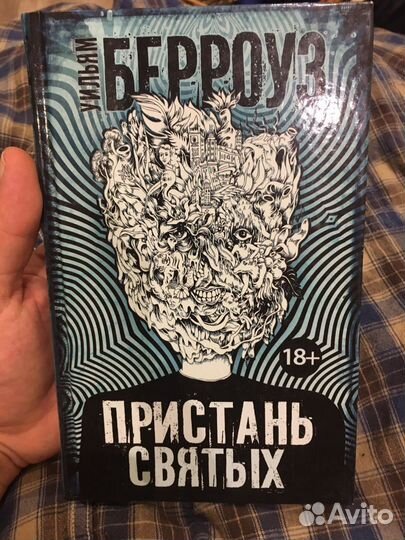 УИЛЬЯМ
БЕРРОУЗ
18+
ПРИСТАНЬ
СВЯТЫХ
Avito